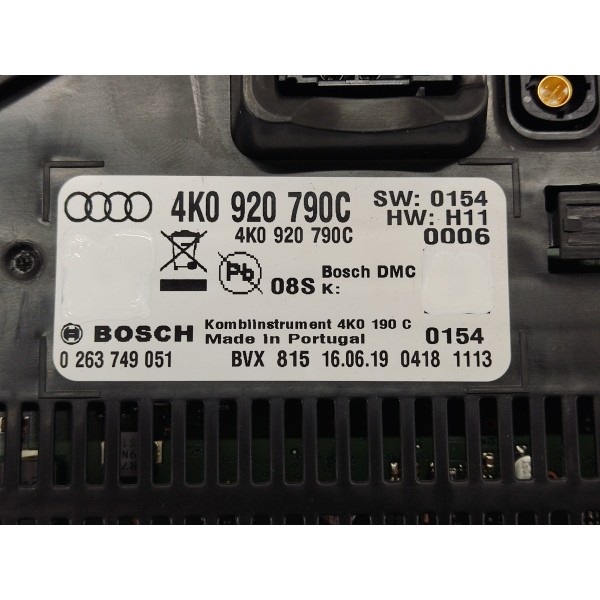 4K0 920 790C SW: 0154
4K0 920 790C HW: H11
0006
Pb 08S Bosch DMC
K:
BOSCH Kombiinstrument 4K0 190 C 0154
Made in Portugal
0 263 749 051 BVX 815 16.06.19 0418 1113